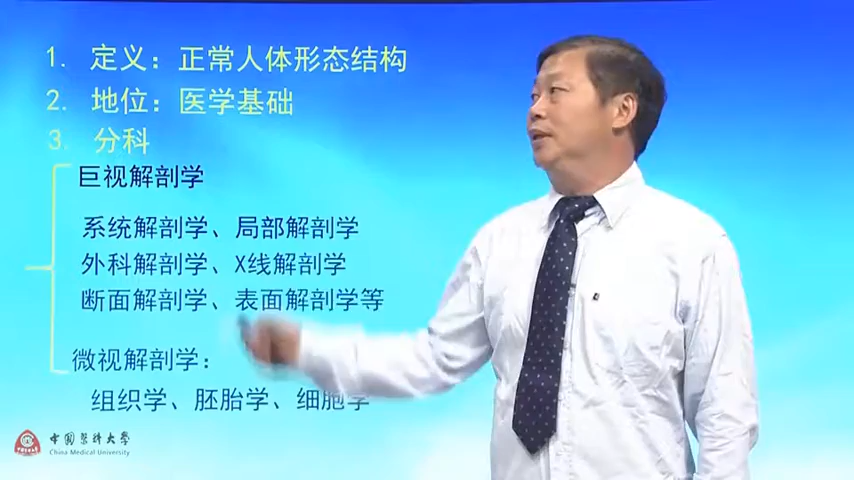 1. 定义：正常人体形态结构
2. 地位：医学基础
3. 分科
巨视解剖学
系统解剖学、局部解剖学
外科解剖学、X线解剖学
断面解剖学、表面解剖学等
微视解剖学：
组织学、胚胎学、细胞学
中国医科大学
China Medical University